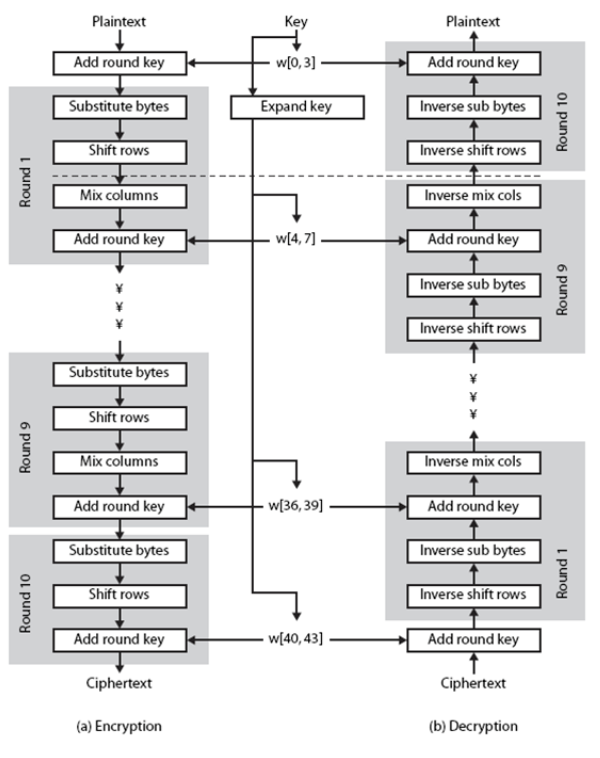 Plaintext
Add round key
Substitute bytes
Shift rows
Mix columns
Add round key
Round 1
¥
¥
¥
Substitute bytes
Shift rows
Mix columns
Add round key
Round 9
Substitute bytes
Shift rows
Add round key
Round 10
Ciphertext
(a) Encryption
Key
w[0, 3]
Expand key
w[4, 7]
w[36, 39]
w[40, 43]
Plaintext
Add round key
Inverse sub bytes
Inverse shift rows
Round 10
Inverse mix cols
Add round key
Inverse sub bytes
Inverse shift rows
Round 9
¥
¥
¥
Inverse mix cols
Add round key
Inverse sub bytes
Inverse shift rows
Round 1
Add round key
Ciphertext
(b) Decryption